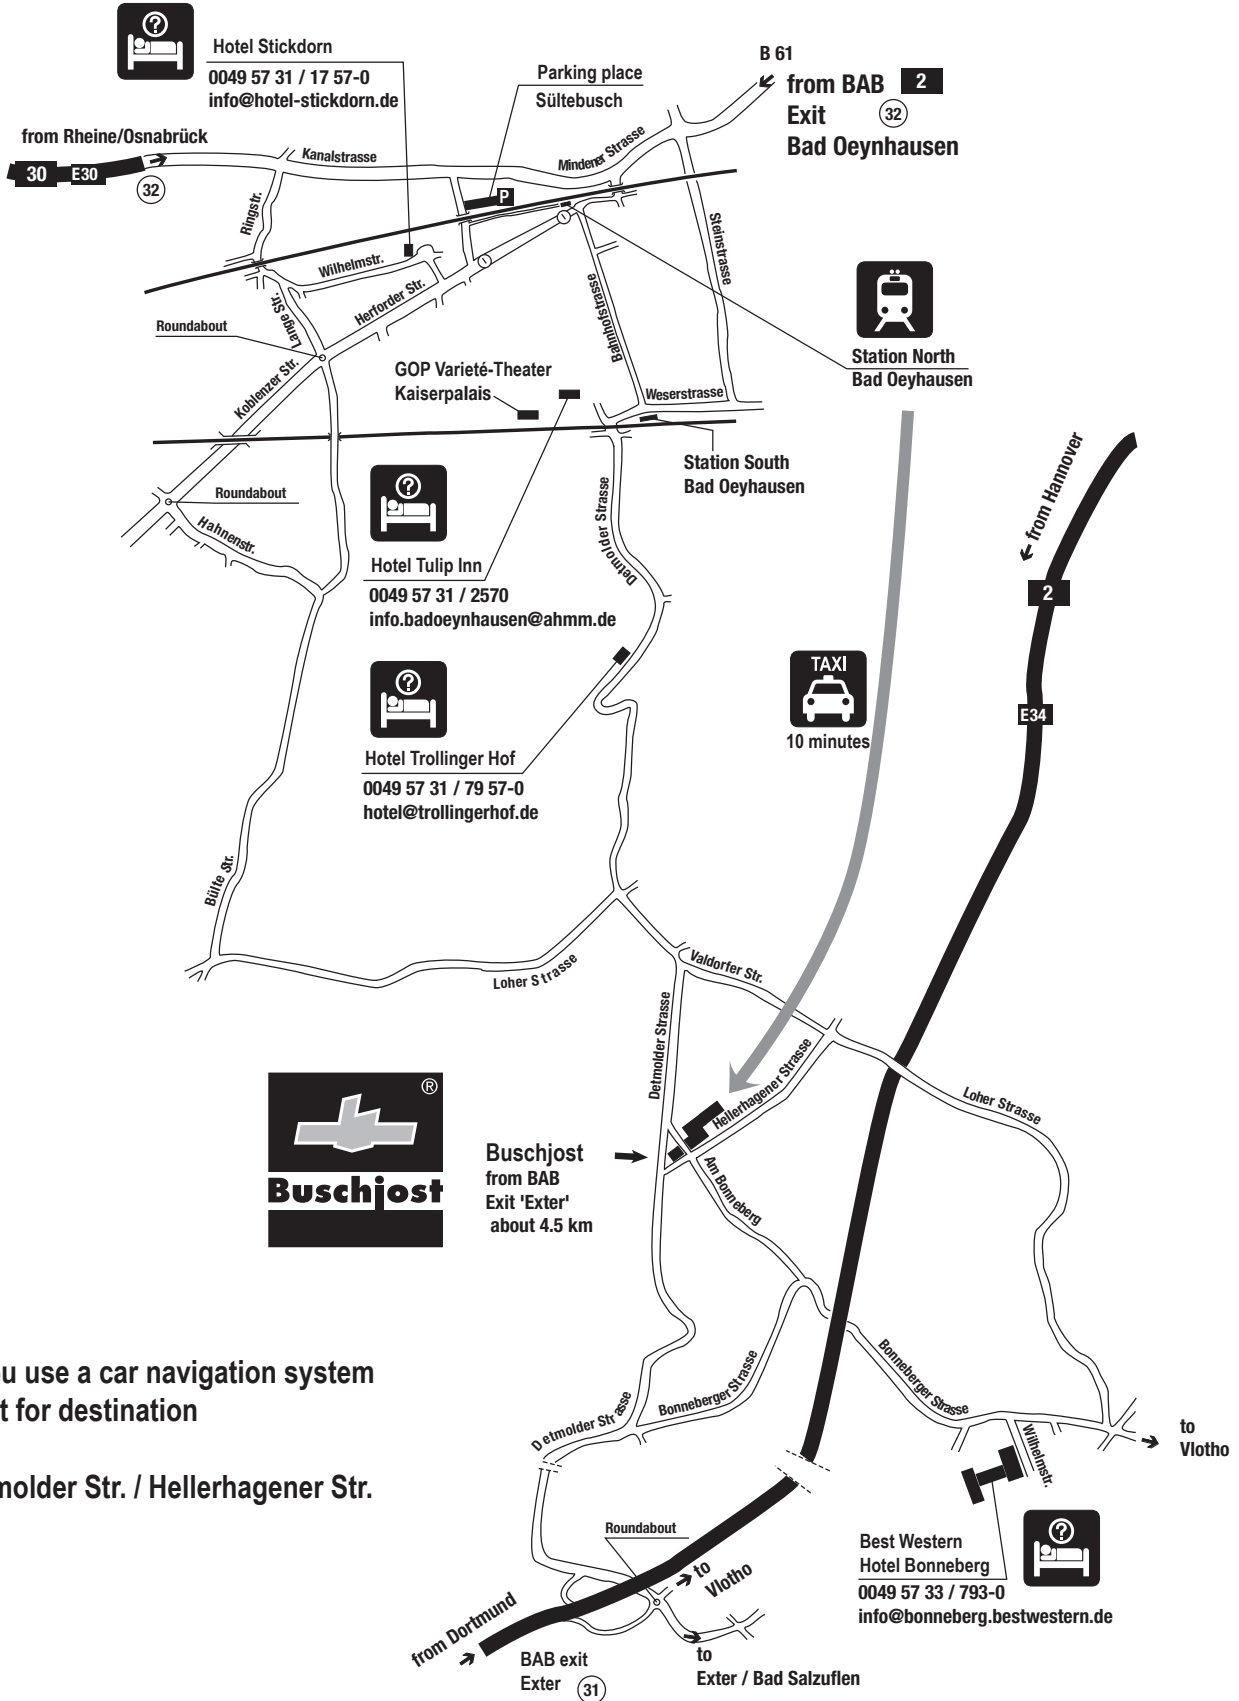 Hotel Stickdorn
0049 57 31 / 17 57-0
info@hotel-stickdorn.de
Parking place
Sültebusch
B 61
from BAB 2
Exit 32
Bad Oeynhausen
from Rheine/Osnabrück
30 E30
32
Kanalstrasse
Mindener Strasse
P
Ringstr.
Steinstrasse
Wilhelmstr.
Lange Str.
Herforder Str.
Bahnhofstrasse
Roundabout
Koblenzer Str.
Station North
Bad Oeyhausen
GOP Varieté-Theater
Kaiserpalais
Weserstrasse
Station South
Bad Oeyhausen
from Hannover
Roundabout
Hahnenstr.
Detmolder Strasse
Hotel Tulip Inn
0049 57 31 / 2570
info.badoeynhausen@ahmm.de
2
TAXI
10 minutes
E34
Hotel Trollinger Hof
0049 57 31 / 79 57-0
hotel@trollingerhof.de
Bülte Str.
Loher Strasse
Valdorfer Str.
Detmolder Strasse
Hellerhagener Strasse
Loher Strasse
®
Buschjost
Buschjost
from BAB
Exit 'Exter'
about 4.5 km
Am Bonneberg
u use a car navigation system
t for destination
molder Str. / Hellerhagener Str.
Detmolder Strasse
Bonneberger Strasse
Bonneberger Strasse
Wilhelmstr.
to
Vlotho
Roundabout
to
Vlotho
Best Western
Hotel Bonneberg
0049 57 33 / 793-0
info@bonneberg.bestwestern.de
from Dortmund
BAB exit
Exter 31
to
Exter / Bad Salzuflen